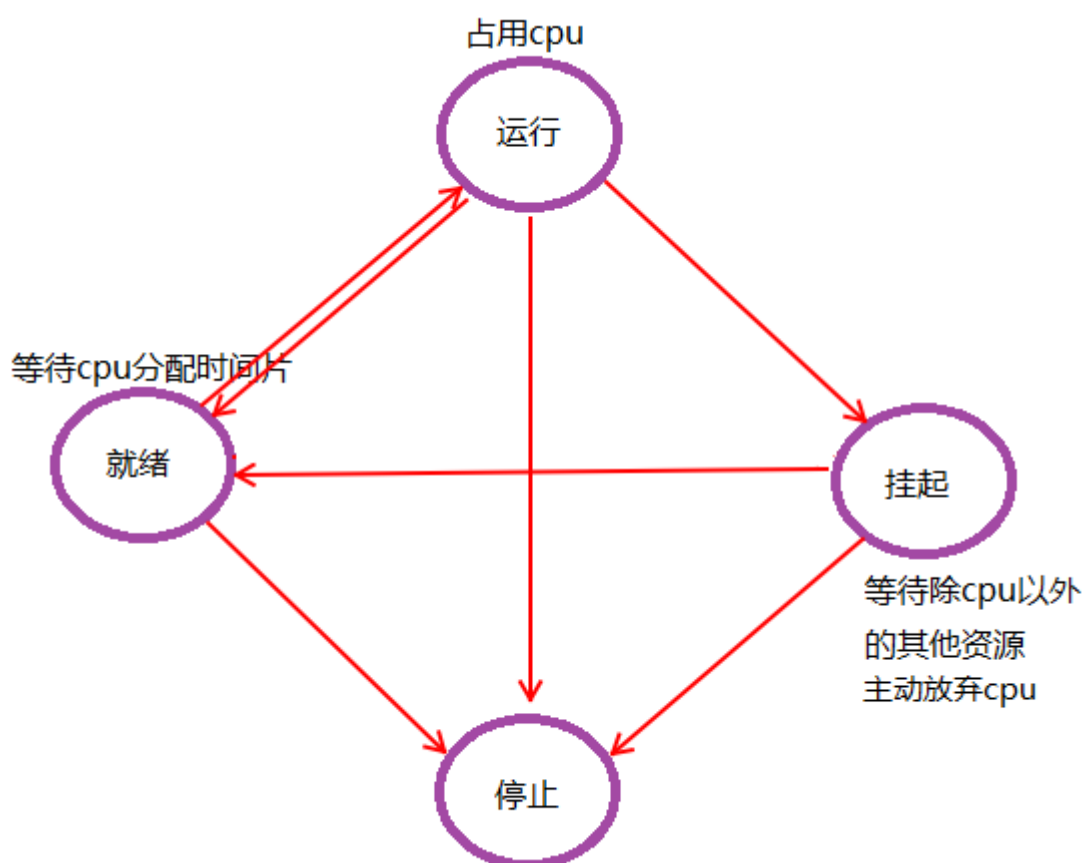 占用cpu
运行
等待cpu分配时间片
就绪
挂起
等待除cpu以外
的其他资源
主动放弃cpu
停止